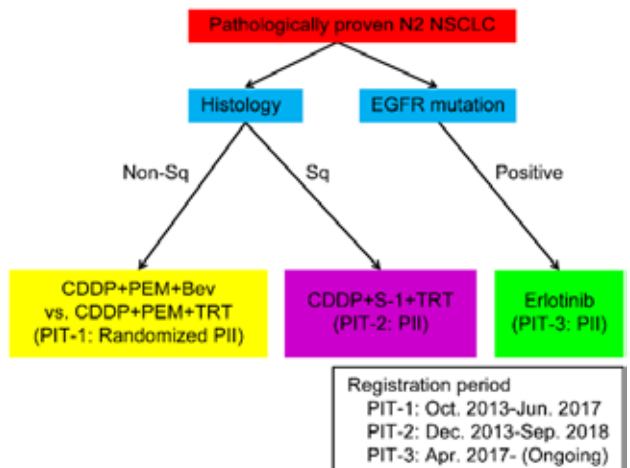 Pathologically proven N2 NSCLC
Histology
EGFR mutation
Non-Sq
Sq
Positive
CDDP+PEM+Bev
vs. CDDP+PEM+TRT
(PIT-1: Randomized PII)
CDDP+S-1+TRT
(PIT-2: PII)
Erlotinib
(PIT-3: PII)
Registration period
PIT-1: Oct. 2013-Jun. 2017
PIT-2: Dec. 2013-Sep. 2018
PIT-3: Apr. 2017- (Ongoing)